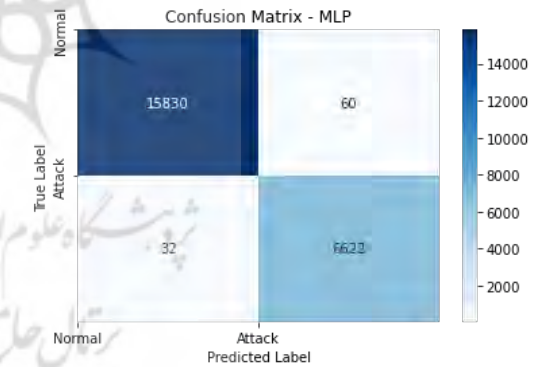 Confusion Matrix - MLP
Normal
15830 60
14000
12000
10000
True Label
Attack
8000
6000
32 6622
4000
2000
Normal Attack
Predicted Label